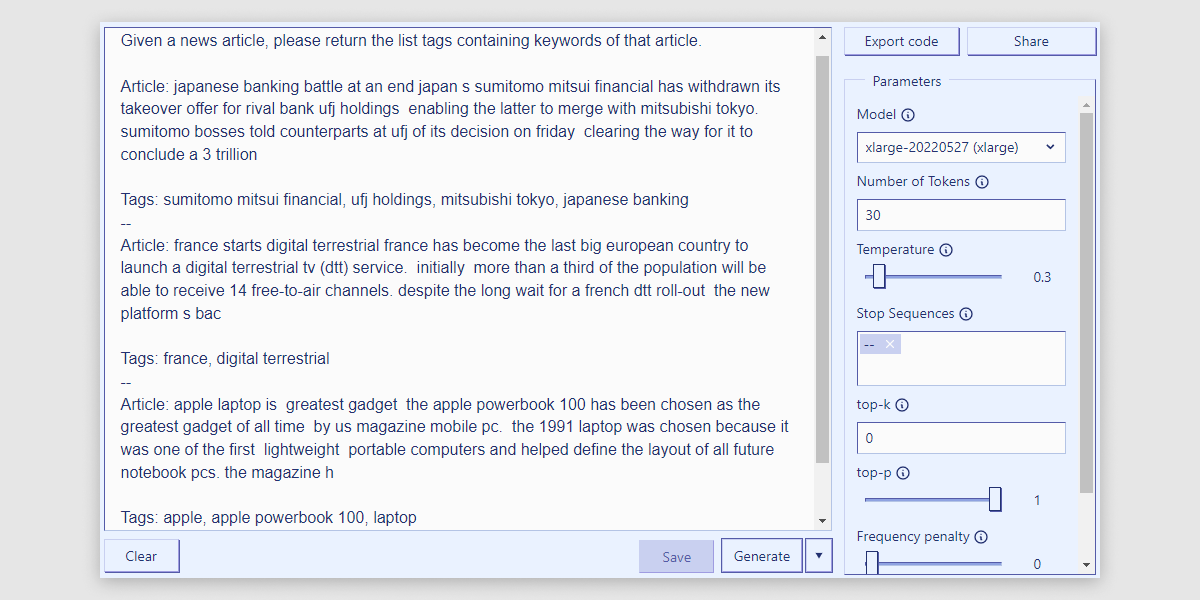 Given a news article, please return the list tags containing keywords of that article.
Article: japanese banking battle at an end japan s sumitomo mitsui financial has withdrawn its
takeover offer for rival bank ufj holdings  enabling the latter to merge with mitsubishi tokyo.
sumitomo bosses told counterparts at ufj of its decision on friday  clearing the way for it to
conclude a 3 trillion
Tags: sumitomo mitsui financial, ufj holdings, mitsubishi tokyo, japanese banking
--
Article: france starts digital terrestrial france has become the last big european country to
launch a digital terrestrial tv (dtt) service.  initially  more than a third of the population will be
able to receive 14 free-to-air channels. despite the long wait for a french dtt roll-out  the new
platform s bac
Tags: france, digital terrestrial
--
Article: apple laptop is  greatest gadget  the apple powerbook 100 has been chosen as the
greatest gadget of all time  by us magazine mobile pc.  the 1991 laptop was chosen because it
was one of the first  lightweight  portable computers and helped define the layout of all future
notebook pcs. the magazine h
Tags: apple, apple powerbook 100, laptop
Clear
Save
Generate
Export code
Share
Parameters
Model
xlarge-20220527 (xlarge)
Number of Tokens
30
Temperature
0.3
Stop Sequences
--
top-k
0
top-p
1
Frequency penalty
0